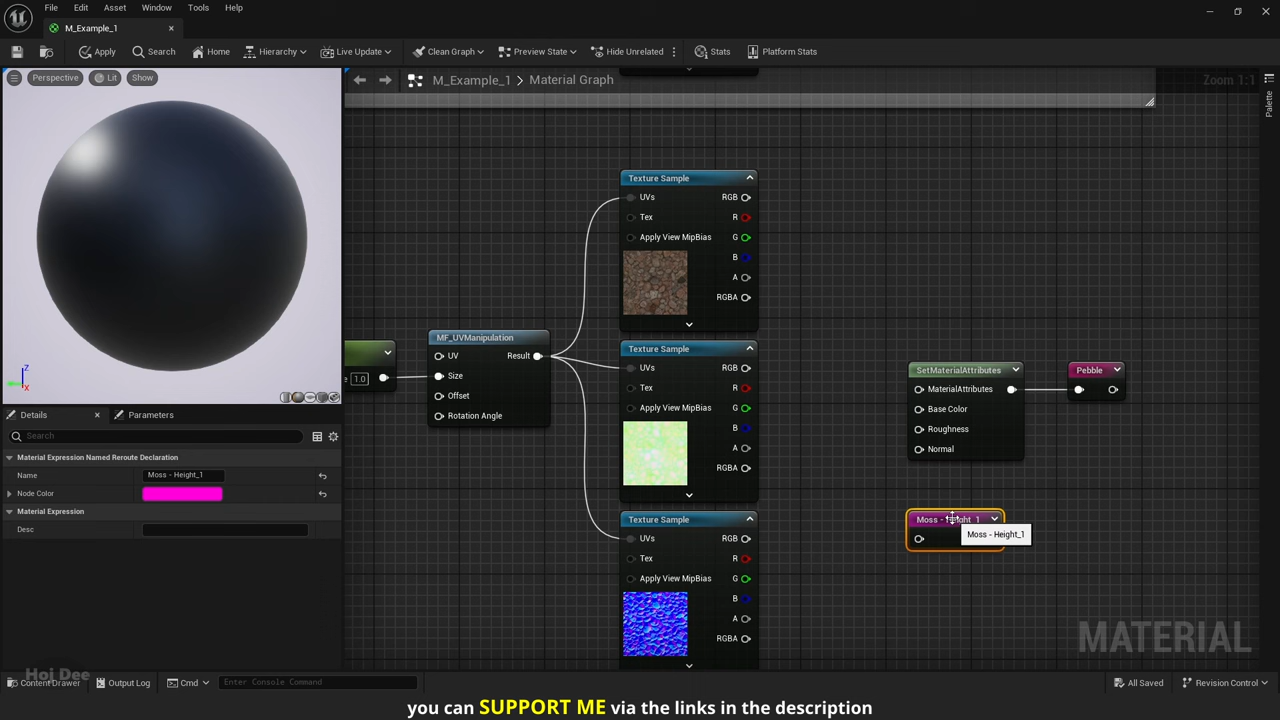 File Edit Asset Window Tools Help
M_Example_1
Apply Search Home Hierarchy Live Update Clean Graph Preview State Hide Unrelated Stats Platform Stats
Perspective Lit Show
M_Example_1 > Material Graph
Zoom 1:1
Palette
Texture Sample
UVs RGB
Tex R
Apply View MipBias G
B
A
RGBA
MF_UVManipulation
UV Result
Size
Offset
Rotation Angle
e 1.0
Texture Sample
UVs RGB
Tex R
Apply View MipBias G
B
A
RGBA
Texture Sample
UVs RGB
Tex R
Apply View MipBias G
B
A
RGBA
SetMaterialAttributes
MaterialAttributes
Base Color
Roughness
Normal
Pebble
Moss - Height_1
Moss - Height_1
Z
X
Details Parameters
Search
Material Expression Named Reroute Declaration
Name Moss - Height_1
Node Color
Material Expression
Desc
MATERIAL
Hoi Dee
Content Drawer Output Log Cmd Enter Console Command All Saved Revision Control
you can SUPPORT ME via the links in the description